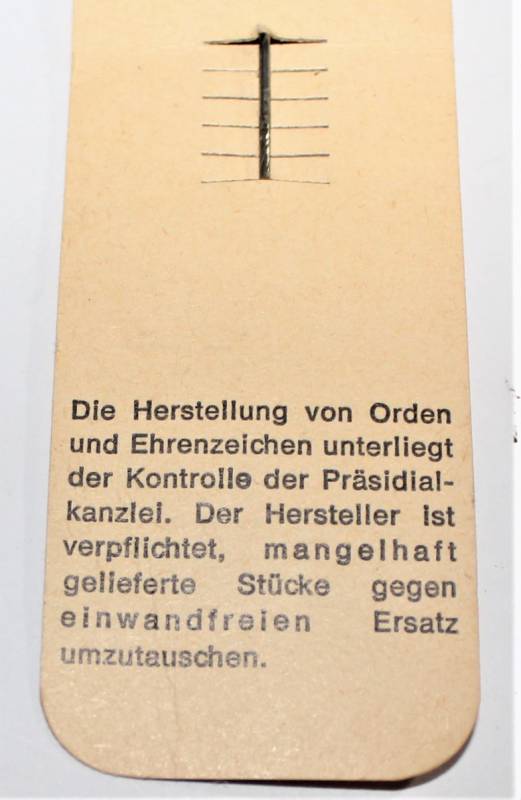 Die Herstellung von Orden
und Ehrenzeichen unterliegt
der Kontrolle der Präsidial-
kanzlei. Der Hersteller ist
verpflichtet, mangelhaft
gelieferte Stücke gegen
einwandfreien Ersatz
umzutauschen.